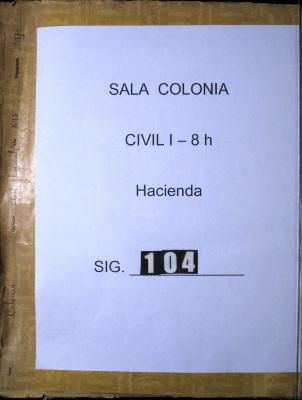 SALA COLONIA
CIVIL I – 8 h
Hacienda
SIG. 104